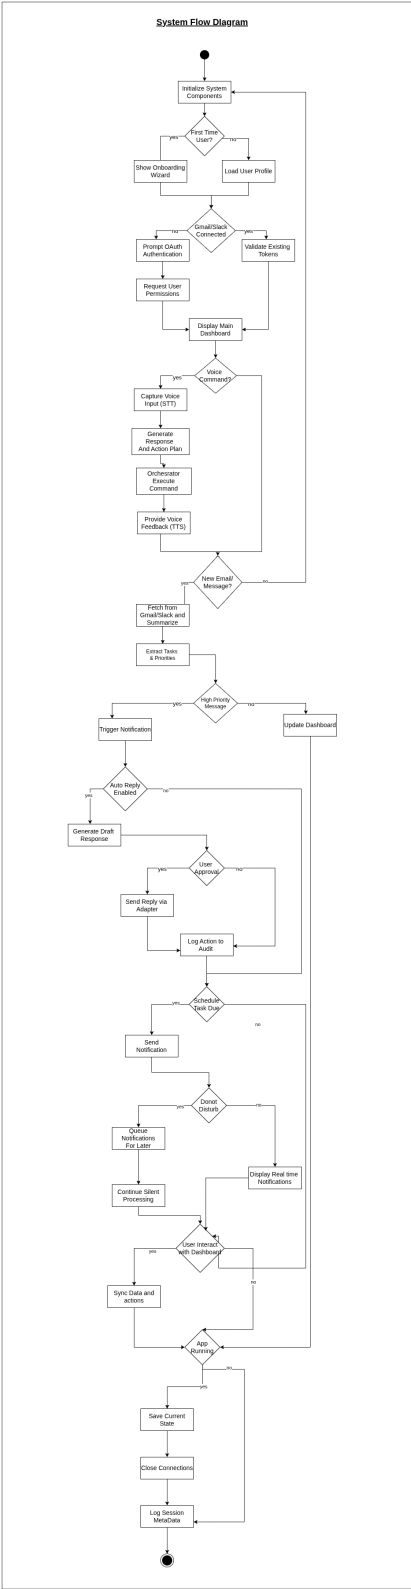 System Flow DIagram
Initialize System
Components
First Time
User?
yes
no
Show Onboarding
Wizard
Load User Profile
Gmail/Slack
Connected
no
yes
Prompt OAuth
Authentication
Validate Existing
Tokens
Request User
Permissions
Display Main
Dashboard
Voice
Command?
yes
Capture Voice
Input (STT)
Generate
Response
And Action Plan
Orchesrator
Execute
Command
Provide Voice
Feedback (TTS)
New Email/
Message?
yes
no
Fetch from
Gmail/Slack and
Summarize
Extract Tasks
& Priorities
High Priority
Message
yes
no
Trigger Notification
Update Dashboard
Auto Reply
Enabled
yes
no
Generate Draft
Response
User
Approval
yes
no
Send Reply via
Adapter
Log Action to
Audit
Schedule
Task Due
yes
no
Send
Notification
Donot
Disturb
yes
no
Queue
Notifications
For Later
Display Real time
Notifications
Continue Silent
Processing
User Interact
with Dashboard
yes
no
Sync Data and
actions
App
Running
no
yes
Save Current
State
Close Connections
Log Session
MetaData